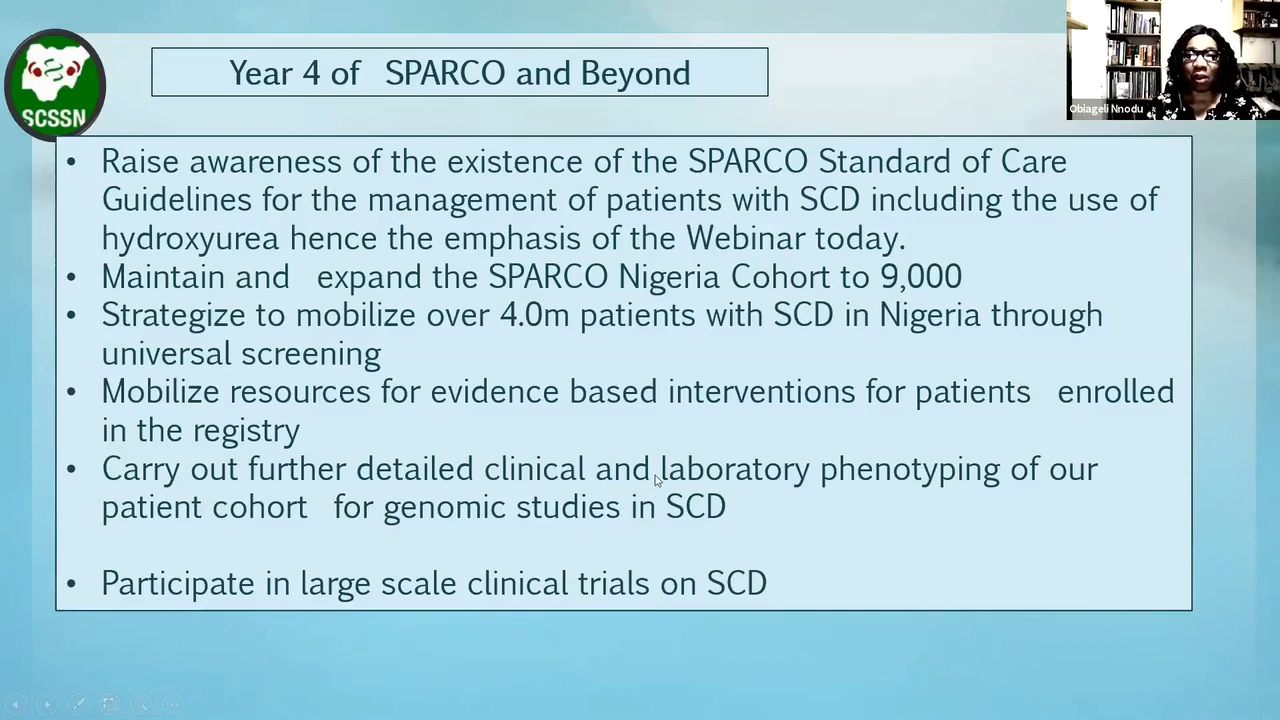 SCSSN
Year 4 of SPARCO and Beyond
Obiageli Nnodu
• Raise awareness of the existence of the SPARCO Standard of Care
Guidelines for the management of patients with SCD including the use of
hydroxyurea hence the emphasis of the Webinar today.
• Maintain and expand the SPARCO Nigeria Cohort to 9,000
• Strategize to mobilize over 4.0m patients with SCD in Nigeria through
universal screening
• Mobilize resources for evidence based interventions for patients enrolled
in the registry
• Carry out further detailed clinical and laboratory phenotyping of our
patient cohort for genomic studies in SCD
• Participate in large scale clinical trials on SCD